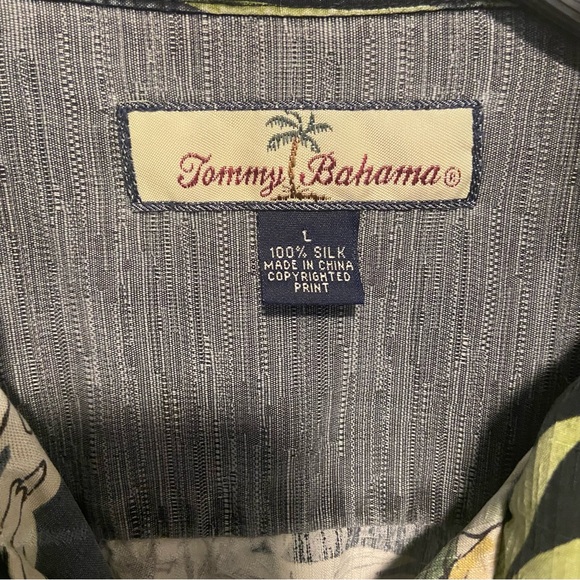 Tommy Bahama®
L
100% SILK
MADE IN CHINA
COPYRIGHTED
PRINT